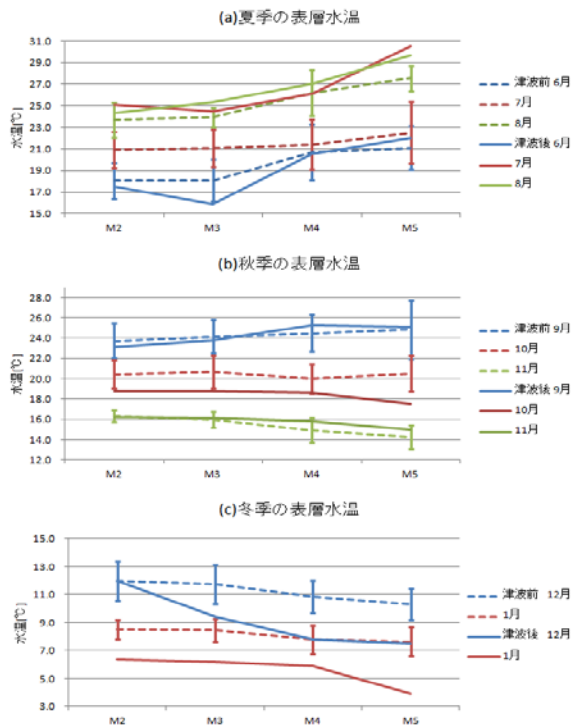 (a)夏季の表層水温
31.0
29.0
27.0
25.0
23.0
21.0
19.0
17.0
15.0
水温[℃]
M2 M3 M4 M5
津波前 6月
7月
8月
津波後 6月
7月
8月
(b)秋季の表層水温
28.0
26.0
24.0
22.0
20.0
18.0
16.0
14.0
12.0
水温[℃]
M2 M3 M4 M5
津波前 9月
10月
11月
津波後 9月
10月
11月
(c)冬季の表層水温
15.0
13.0
11.0
9.0
7.0
5.0
3.0
水温[℃]
M2 M3 M4 M5
津波前 12月
1月
津波後 12月
1月